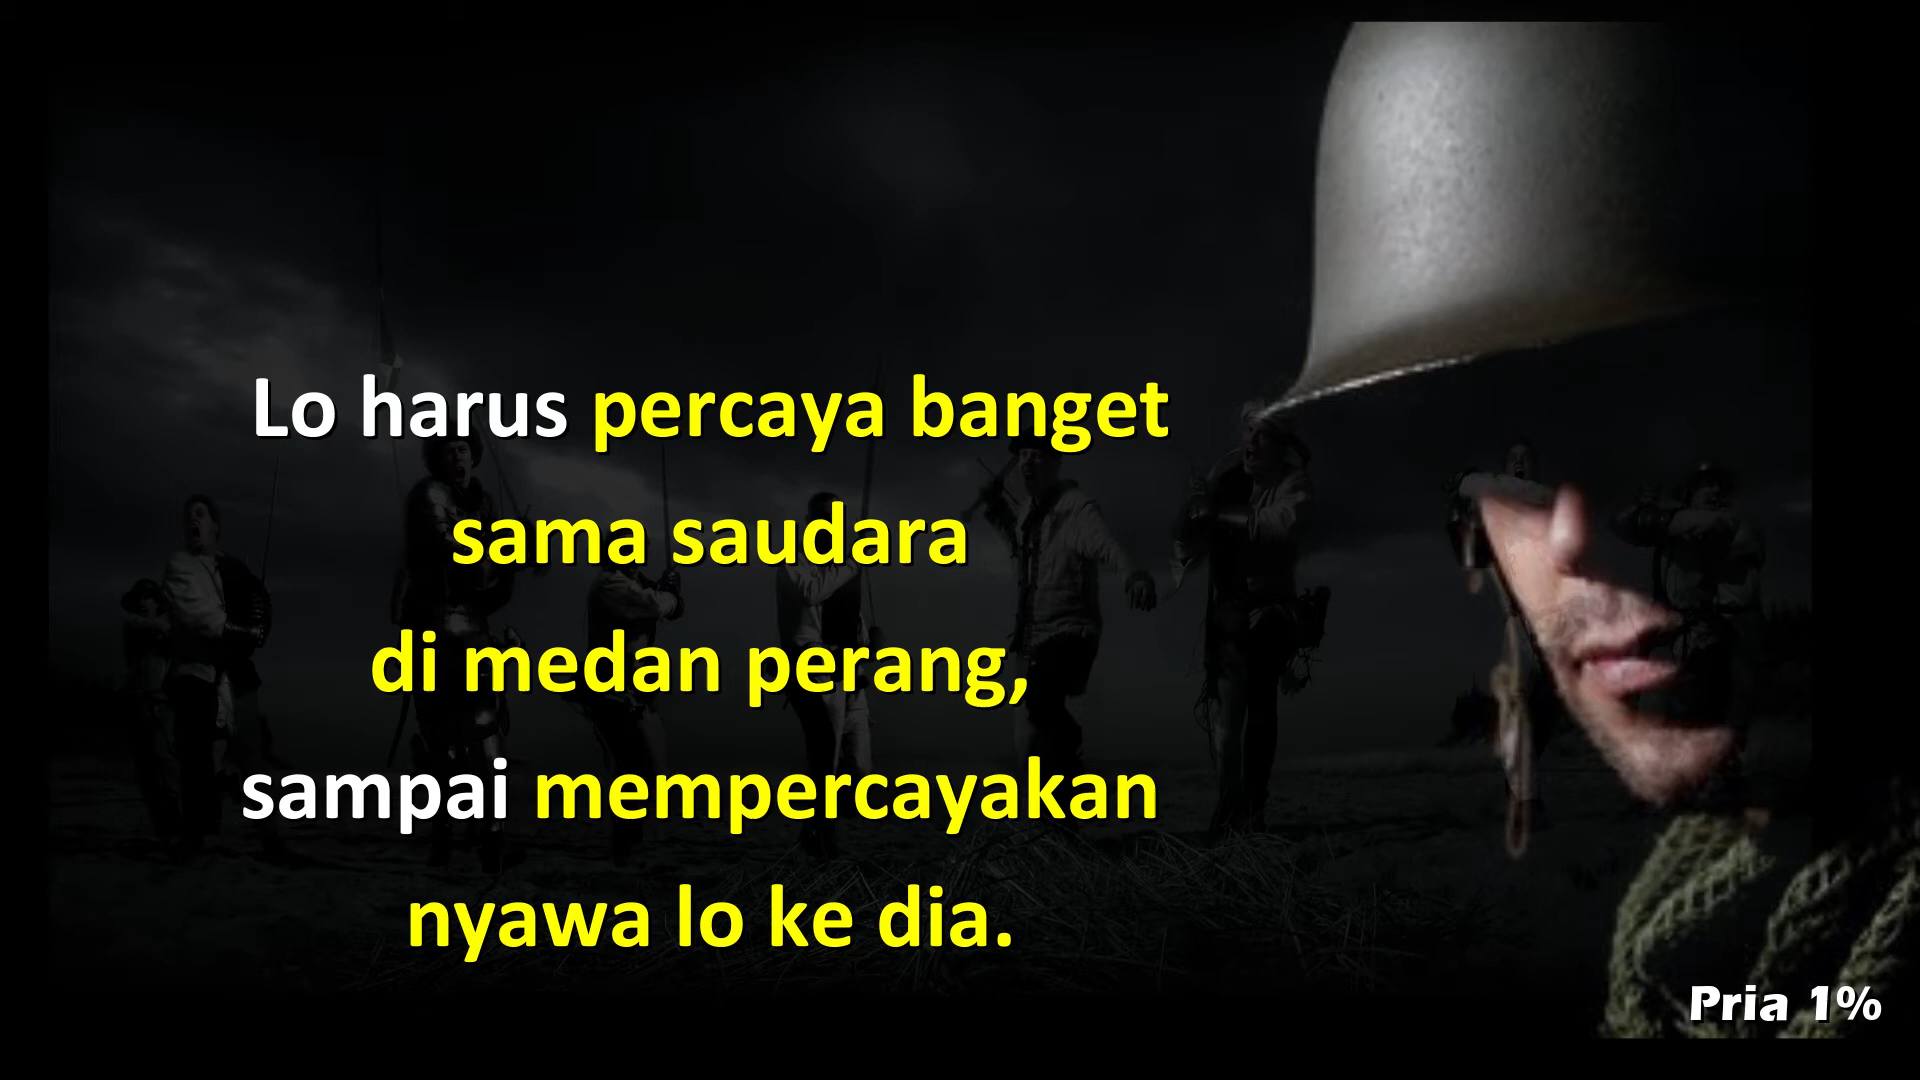 Lo harus percaya banget
sama saudara
di medan perang,
sampai mempercayakan
nyawa lo ke dia.
Pria 1%